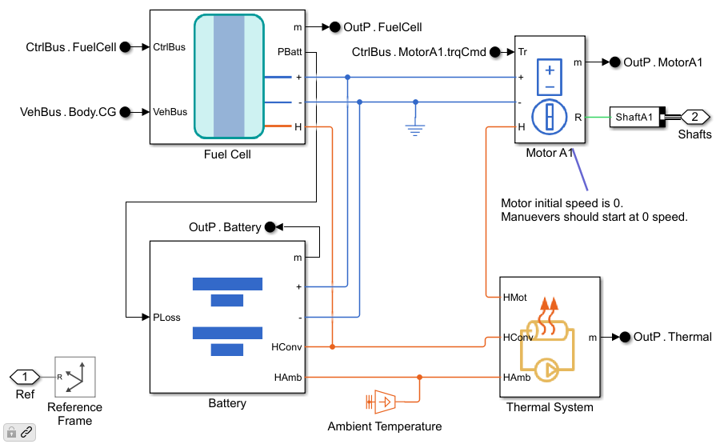 m
OutP . FuelCell
CtrlBus . FuelCell
CtrlBus
PBatt
CtrlBus . MotorA1.trqCmd
Tr
m
OutP . MotorA1
+
+
-
-
VehBus . Body.CG
VehBus
H
H
R
ShaftA1
2
Shafts
Fuel Cell
Motor A1
Motor initial speed is 0.
Manuevers should start at 0 speed.
OutP . Battery
m
+
PLoss
-
HMot
HConv
HConv
m
OutP . Thermal
HAmb
HAmb
1
Ref
R
Reference
Frame
Battery
Ambient Temperature
Thermal System